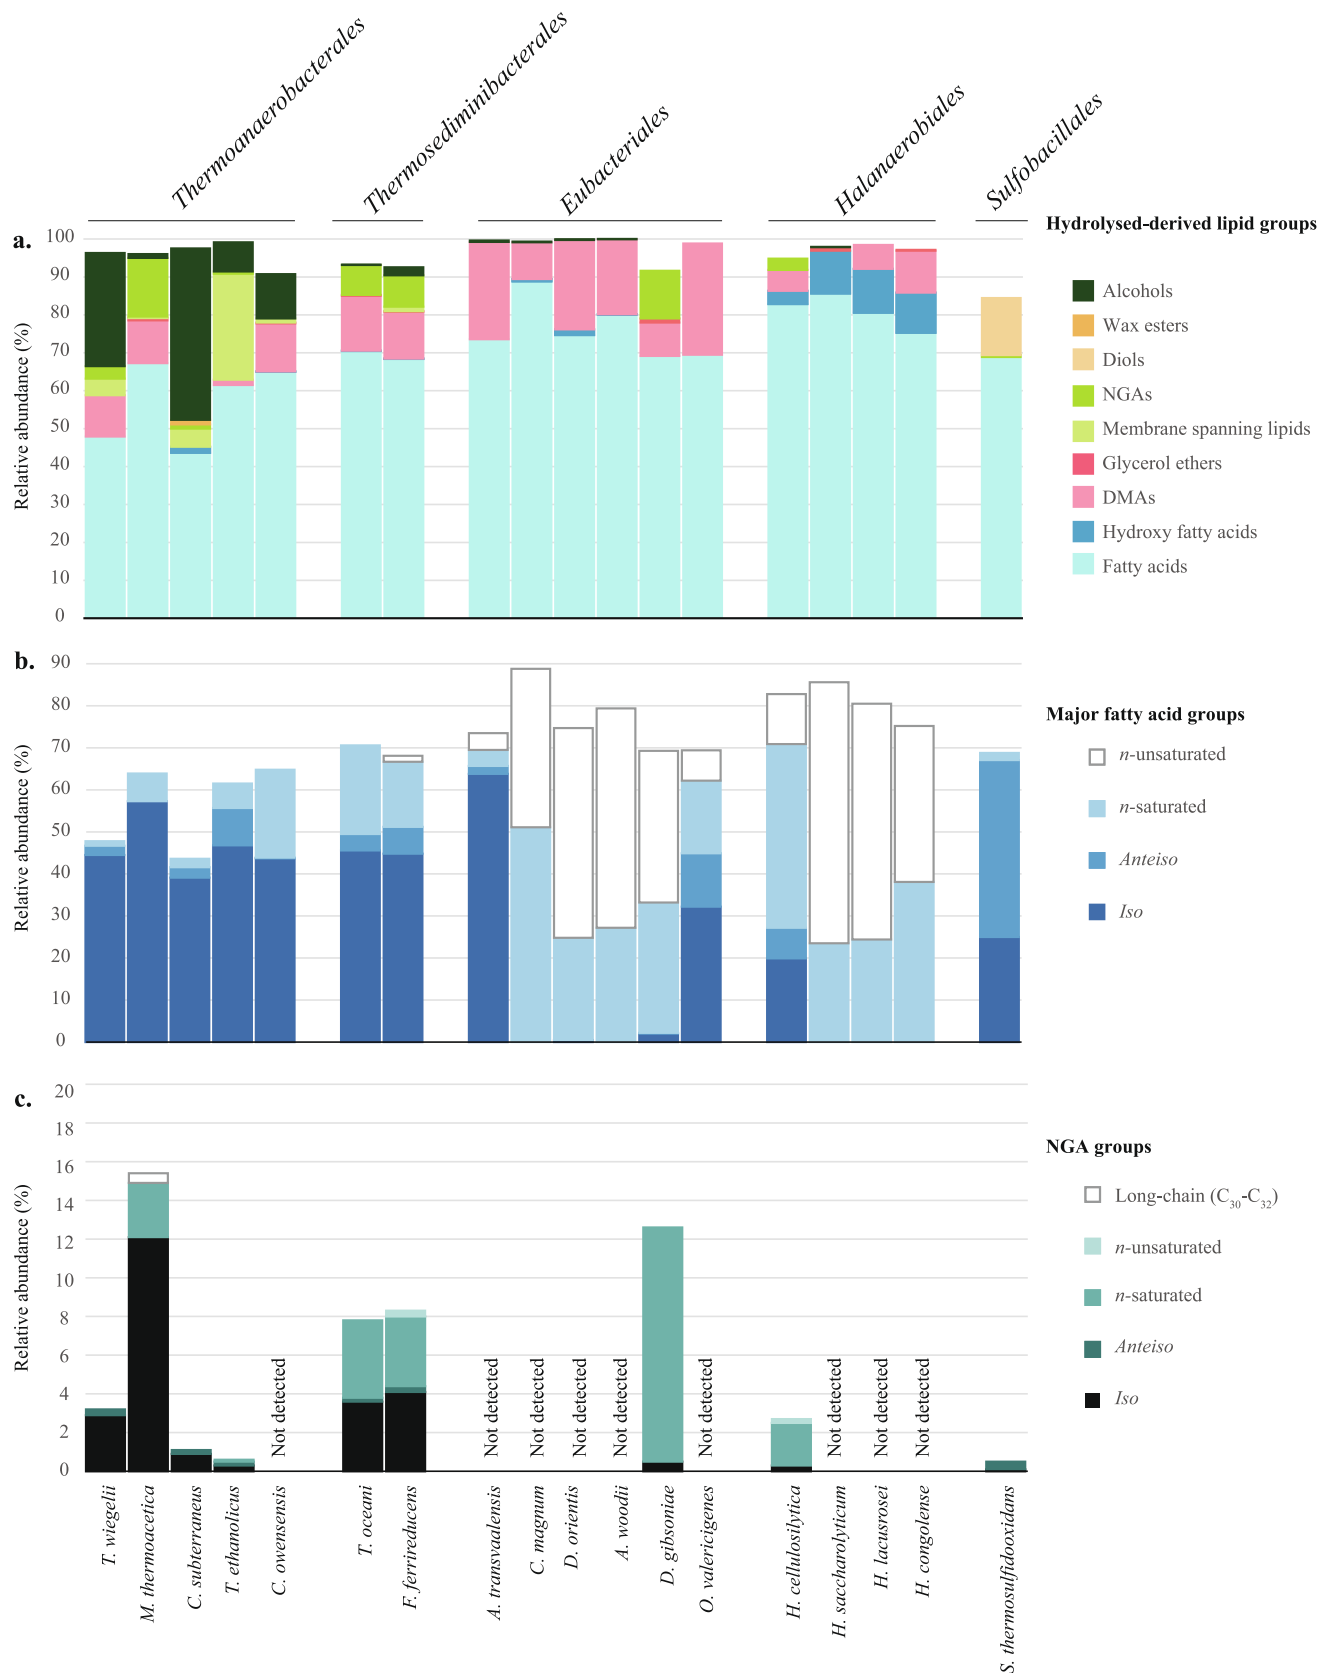 Thermoanaerobacterales
Thermosediminibacterales
Eubacteriales
Halanaerobiales
Sulfobacillales
a.
Relative abundance (%)
100
90
80
70
60
50
40
30
20
10
0
Hydrolysed-derived lipid groups
Alcohols
Wax esters
Diols
NGAs
Membrane spanning lipids
Glycerol ethers
DMAs
Hydroxy fatty acids
Fatty acids
b.
Relative abundance (%)
90
80
70
60
50
40
30
20
10
0
Major fatty acid groups
n-unsaturated
n-saturated
Anteiso
Iso
c.
Relative abundance (%)
20
18
16
14
12
10
8
6
4
2
0
Not detected
Not detected
Not detected
Not detected
Not detected
Not detected
Not detected
Not detected
Not detected
NGA groups
Long-chain (C30-C32)
n-unsaturated
n-saturated
Anteiso
Iso
T. wiegelii
M. thermoacetica
C. subterraneus
T. ethanolicus
C. owensensis
T. oceani
F. ferrireducens
A. transvaalensis
C. magnum
D. orientis
A. woodii
D. gibsoniae
O. valericigenes
H. cellulosilytica
H. saccharolyticum
H. lacusrosei
H. congolense
S. thermosulfidooxidans